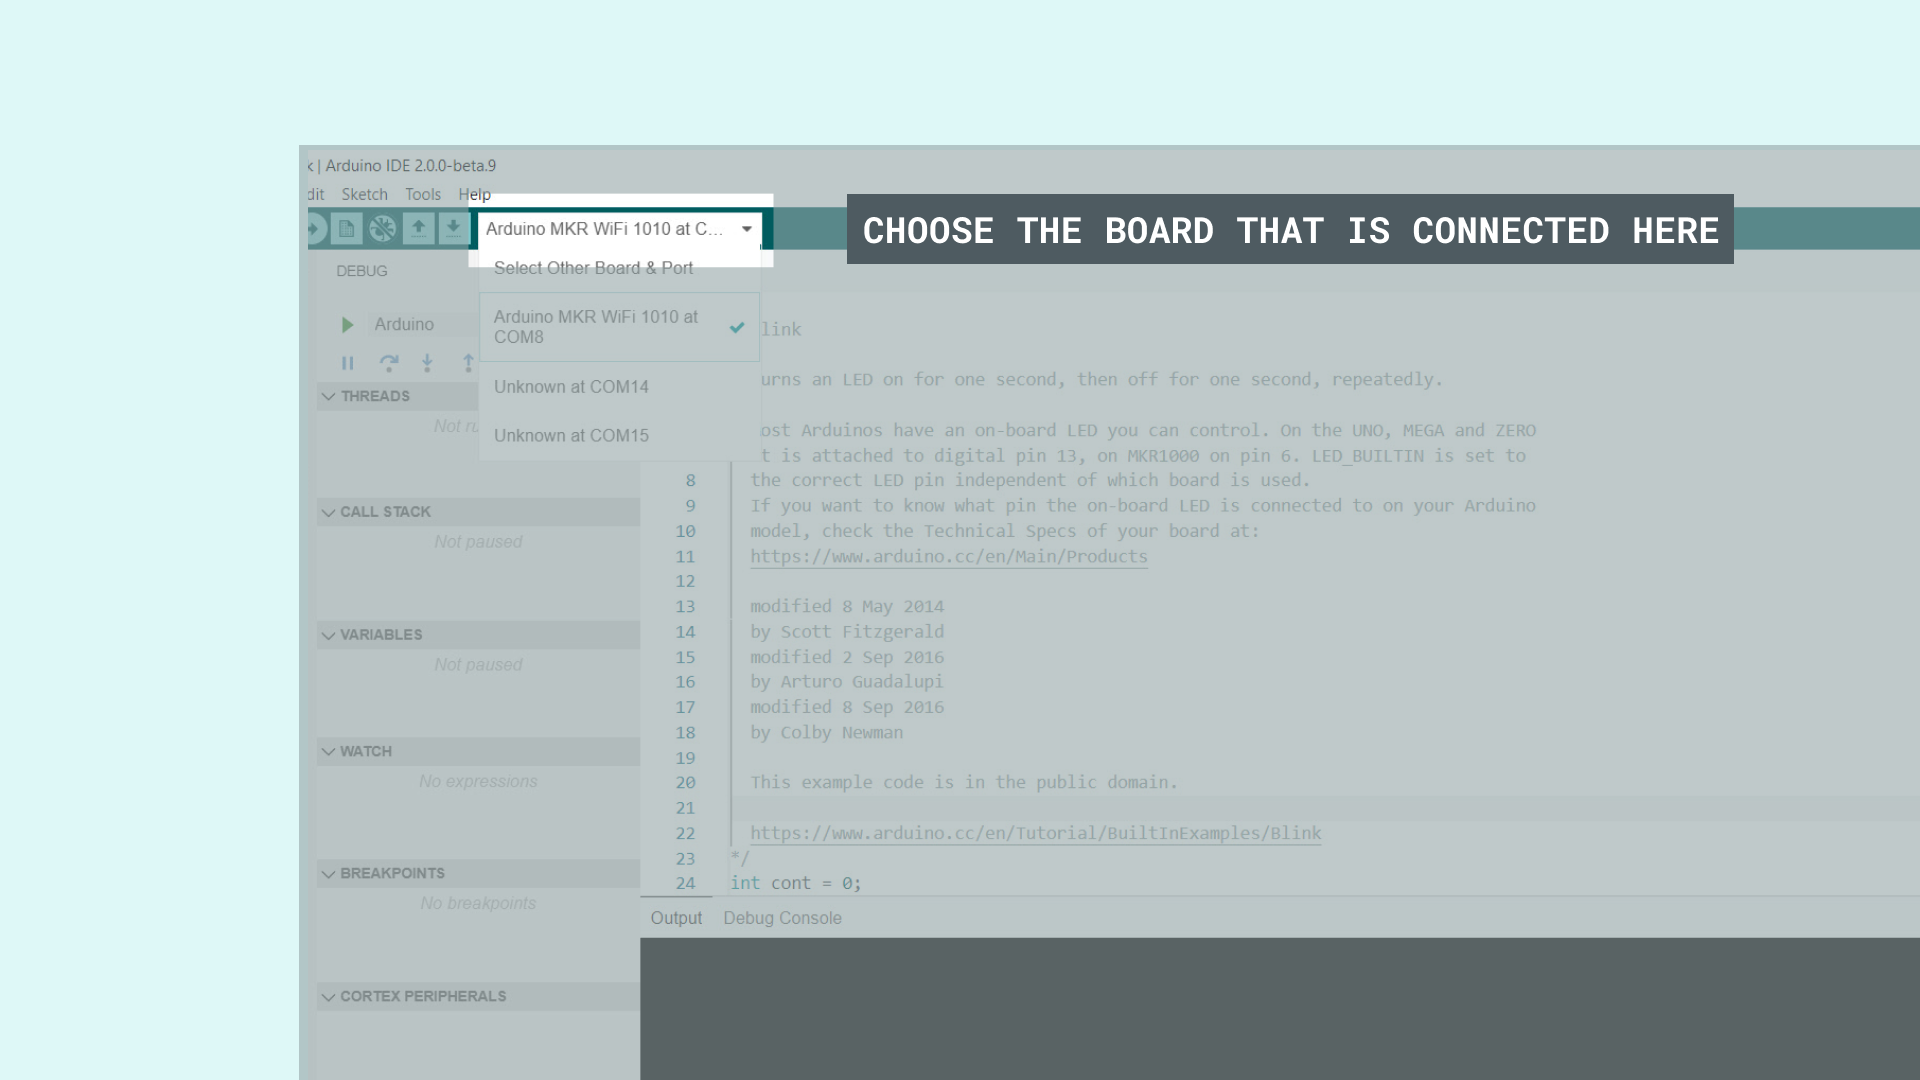 k | Arduino IDE 2.0.0-beta.9
dit Sketch Tools Help
Arduino MKR WiFi 1010 at C...
CHOOSE THE BOARD THAT IS CONNECTED HERE
Select Other Board & Port
Arduino MKR WiFi 1010 at
COM8
Unknown at COM14
Unknown at COM15
DEBUG
Arduino
THREADS
Not ru
CALL STACK
Not paused
VARIABLES
Not paused
WATCH
No expressions
BREAKPOINTS
No breakpoints
CORTEX PERIPHERALS
link
urns an LED on for one second, then off for one second, repeatedly.
ost Arduinos have an on-board LED you can control. On the UNO, MEGA and ZERO
t is attached to digital pin 13, on MKR1000 on pin 6. LED_BUILTIN is set to
8 the correct LED pin independent of which board is used.
9 If you want to know what pin the on-board LED is connected to on your Arduino
10 model, check the Technical Specs of your board at:
11 https://www.arduino.cc/en/Main/Products
12
13 modified 8 May 2014
14 by Scott Fitzgerald
15 modified 2 Sep 2016
16 by Arturo Guadalupi
17 modified 8 Sep 2016
18 by Colby Newman
19
20 This example code is in the public domain.
21
22 https://www.arduino.cc/en/Tutorial/BuiltInExamples/Blink
23 */
24 int cont = 0;
Output Debug Console